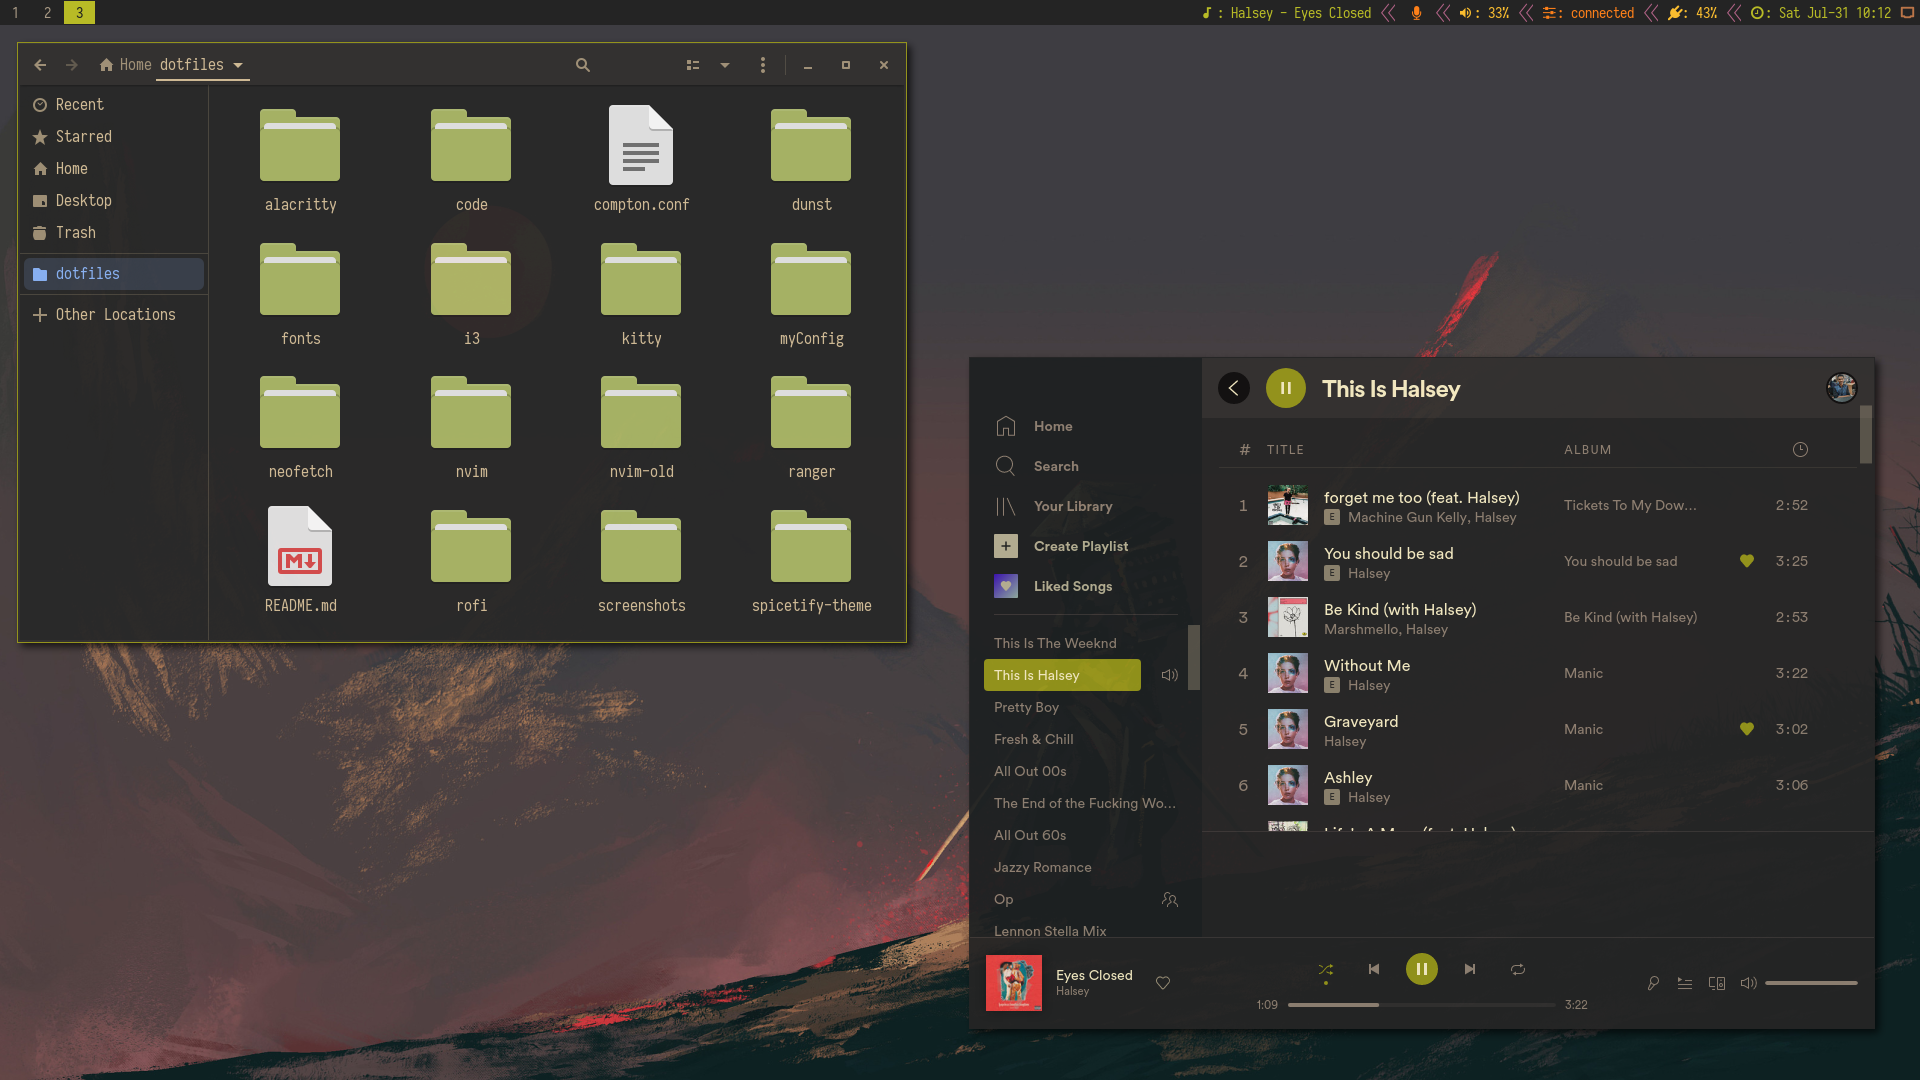 1 2 3
: Halsey - Eyes Closed : 33% : connected : 43% : Sat Jul-31 10:12
Home dotfiles
Recent
Starred
Home
Desktop
Trash
dotfiles
Other Locations
alacritty code compton.conf dunst
fonts i3 kitty myConfig
neofetch nvim nvim-old ranger
M
README.md rofi screenshots spicetify-theme
Home
Search
Your Library
Create Playlist
Liked Songs
This Is The Weeknd
This Is Halsey
Pretty Boy
Fresh & Chill
All Out 00s
The End of the Fucking Wo...
All Out 60s
Jazzy Romance
Op
Lennon Stella Mix
This Is Halsey
# TITLE ALBUM
1 forget me too (feat. Halsey) Tickets To My Dow... 2:52
E Machine Gun Kelly, Halsey
2 You should be sad You should be sad 3:25
E Halsey
3 Be Kind (with Halsey) Be Kind (with Halsey) 2:53
Marshmello, Halsey
4 Without Me Manic 3:22
E Halsey
5 Graveyard Manic 3:02
Halsey
6 Ashley Manic 3:06
E Halsey
Eyes Closed
Halsey
1:09 3:22